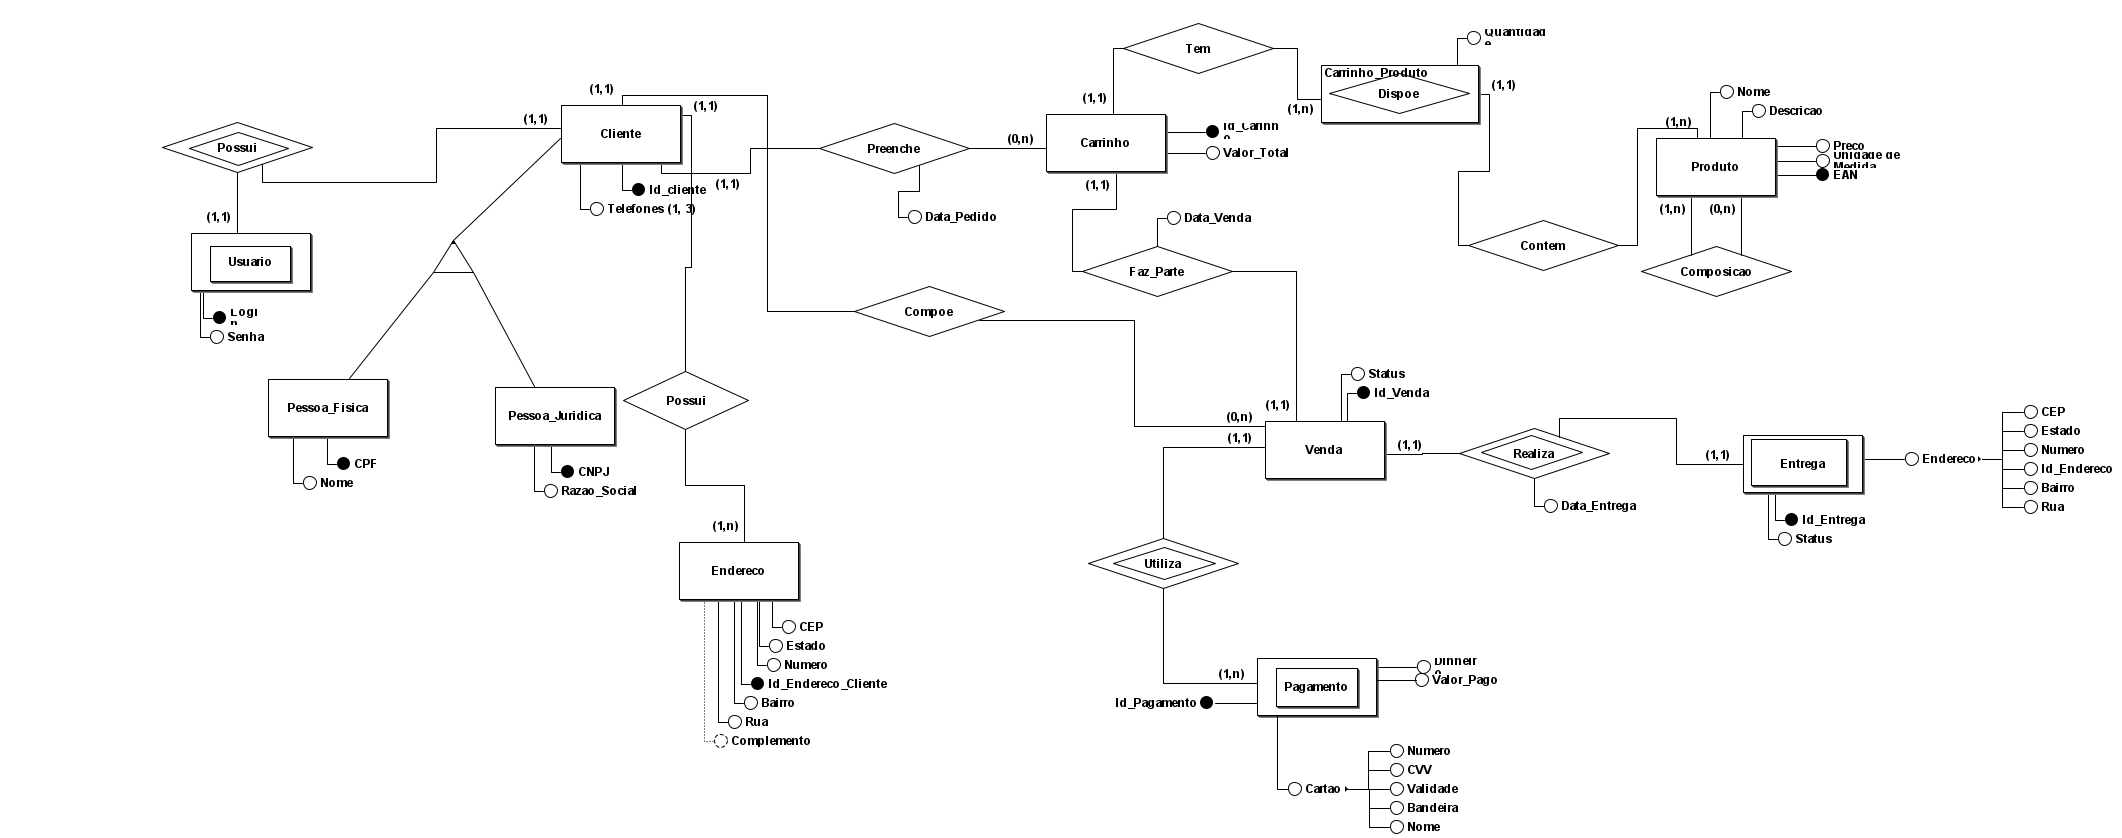 Quantidad
Tem
Carrinho_Produto
Dispoe
(1,1)
(1,1)
(1,1)
(1,1)
(1,n)
Nome
Descricao
(1,n)
(1,1)
Cliente
Possui
Preenche
(0,n)
Carrinho
Valor_Total
Produto
Preco
Unidade de
Medida
EAN
(1,1)
(1,1)
Id_cliente
Telefones (1, 3)
Data_Pedido
(1,n)
(0,n)
(1,1)
Data_Venda
Usuario
Contem
Composicao
Faz_Parte
Logi
n
Senha
Compoe
Status
Id_Venda
Pessoa_Fisica
Pessoa_Juridica
Possui
(0,n)
(1,1)
(1,1)
Venda
(1,1)
Realiza
(1,1)
Entrega
Endereco
CEP
Estado
Numero
Id_Endereco
Bairro
Rua
CPF
Nome
CNPJ
Razao_Social
Data_Entrega
Id_Entrega
Status
(1,n)
Endereco
Utiliza
CEP
Estado
Numero
Id_Endereco_Cliente
Bairro
Rua
Complemento
(1,n)
Pagamento
Valor_Pago
Id_Pagamento
Cartao
Numero
CVV
Validade
Bandeira
Nome